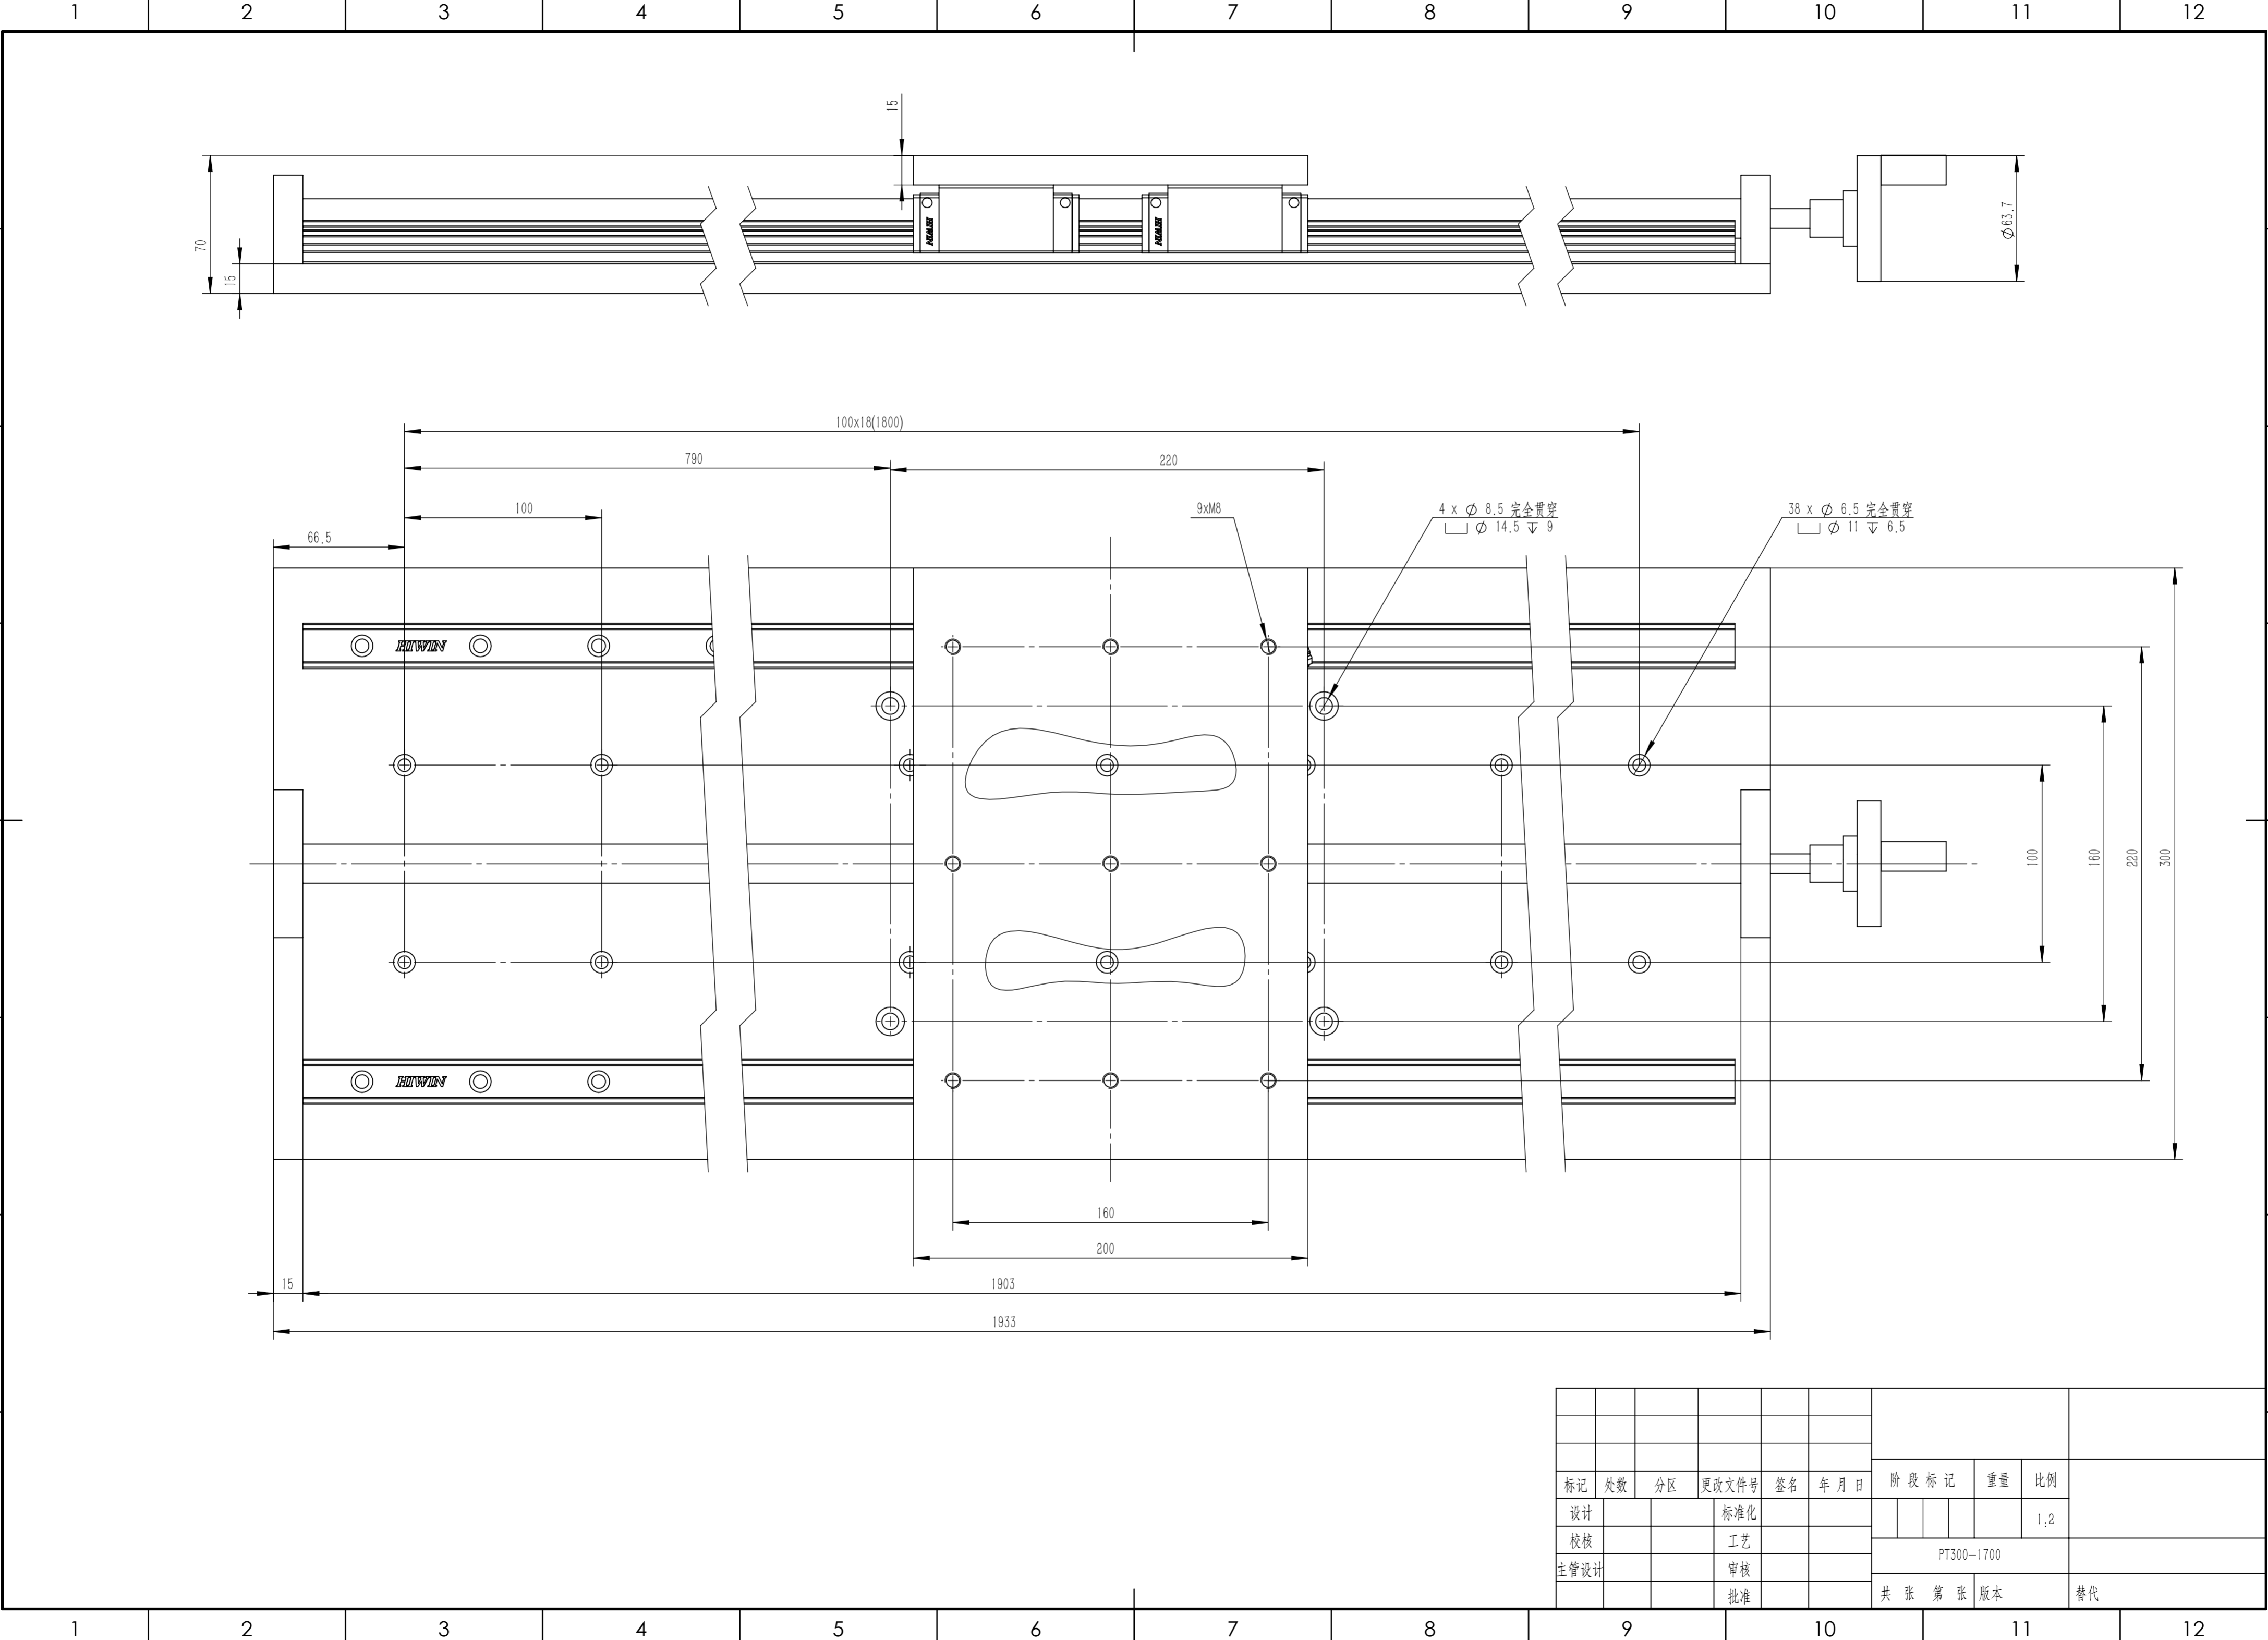 1 2 3 4 5 6 7 8 9 10 11 12
15
70
15
HIWIN
HIWIN
Ø63.7
100x18(1800)
790
220
100
66.5
9xM8
4 x Ø 8.5 完全贯穿
⌴ Ø 14.5 ↧ 9
38 x Ø 6.5 完全贯穿
⌴ Ø 11 ↧ 6.5
HIWIN
100
160
220
300
HIWIN
160
200
15
1903
1933
标记 处数 分区 更改文件号 签名 年 月 日
阶 段 标 记 重量 比例
设计 标准化
1:2
校核 工艺
PT300-1700
主管设计 审核
批准
共 张 第 张 版本 替代
1 2 3 4 5 6 7 8 9 10 11 12